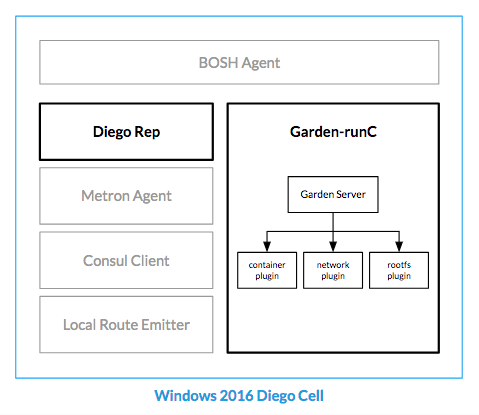 BOSH Agent
Diego Rep
Metron Agent
Consul Client
Local Route Emitter
Garden-runC
Garden Server
container
plugin
network
plugin
rootfs
plugin
Windows 2016 Diego Cell